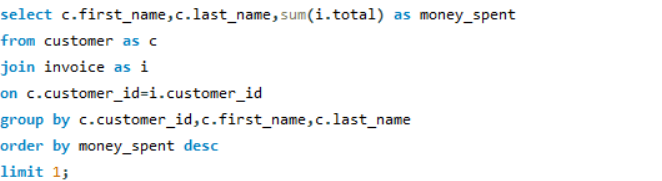 select c.first_name,c.last_name,sum(i.total) as money_spent
from customer as c
join invoice as i
on c.customer_id=i.customer_id
group by c.customer_id,c.first_name,c.last_name
order by money_spent desc
limit 1;